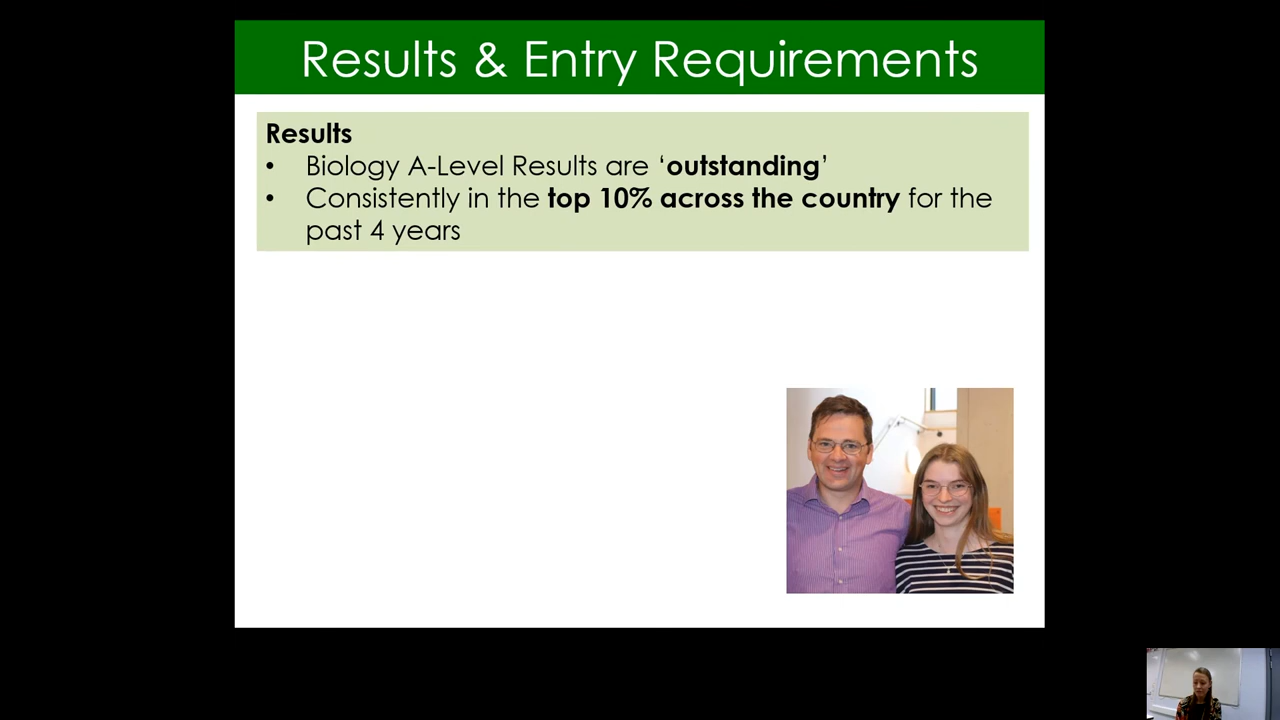 Results & Entry Requirements
Results
• Biology A-Level Results are ‘outstanding’
• Consistently in the top 10% across the country for the
past 4 years